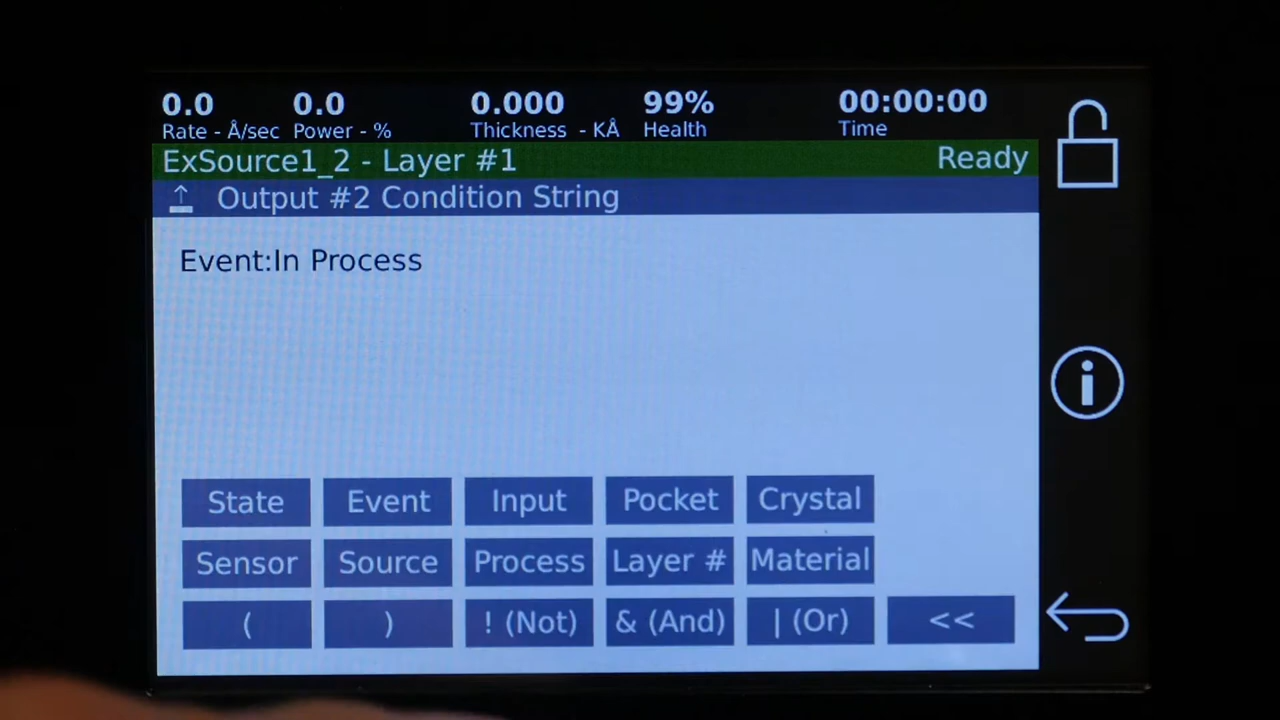 0.0 0.0 0.000 99% 00:00:00
Rate - Å/sec Power - % Thickness - KÅ Health Time
ExSource1_2 - Layer #1 Ready
Output #2 Condition String
Event:In Process
State Event Input Pocket Crystal
Sensor Source Process Layer # Material
( ) ! (Not) & (And) | (Or) <<